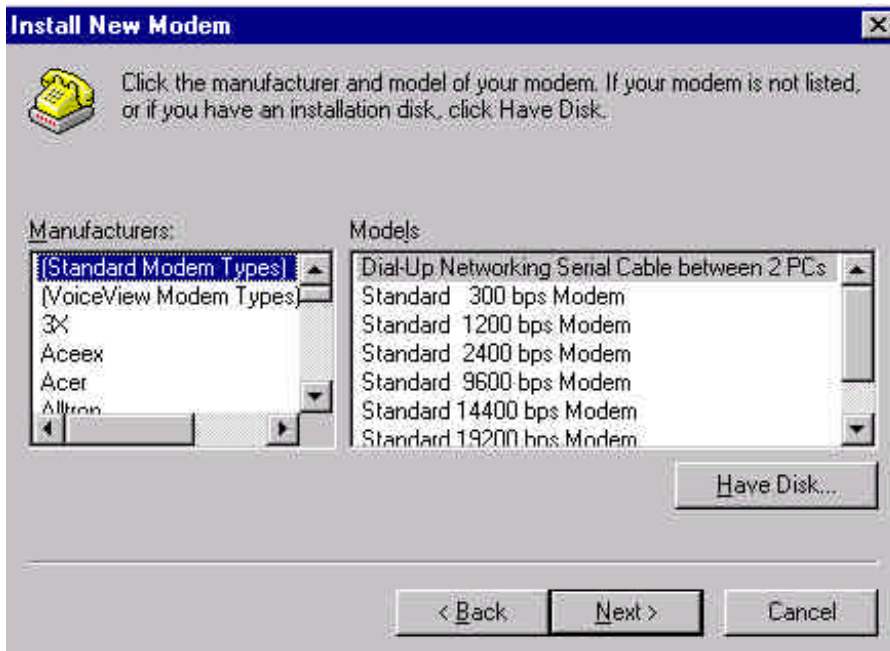 Install New Modem
Click the manufacturer and model of your modem. If your modem is not listed,
or if you have an installation disk, click Have Disk.
Manufacturers:
(Standard Modem Types)
(VoiceView Modem Types)
3X
Aceex
Acer
Alltron
Models
Dial-Up Networking Serial Cable between 2 PCs
Standard 300 bps Modem
Standard 1200 bps Modem
Standard 2400 bps Modem
Standard 9600 bps Modem
Standard 14400 bps Modem
Standard 19200 bps Modem
Have Disk...
< Back
Next >
Cancel